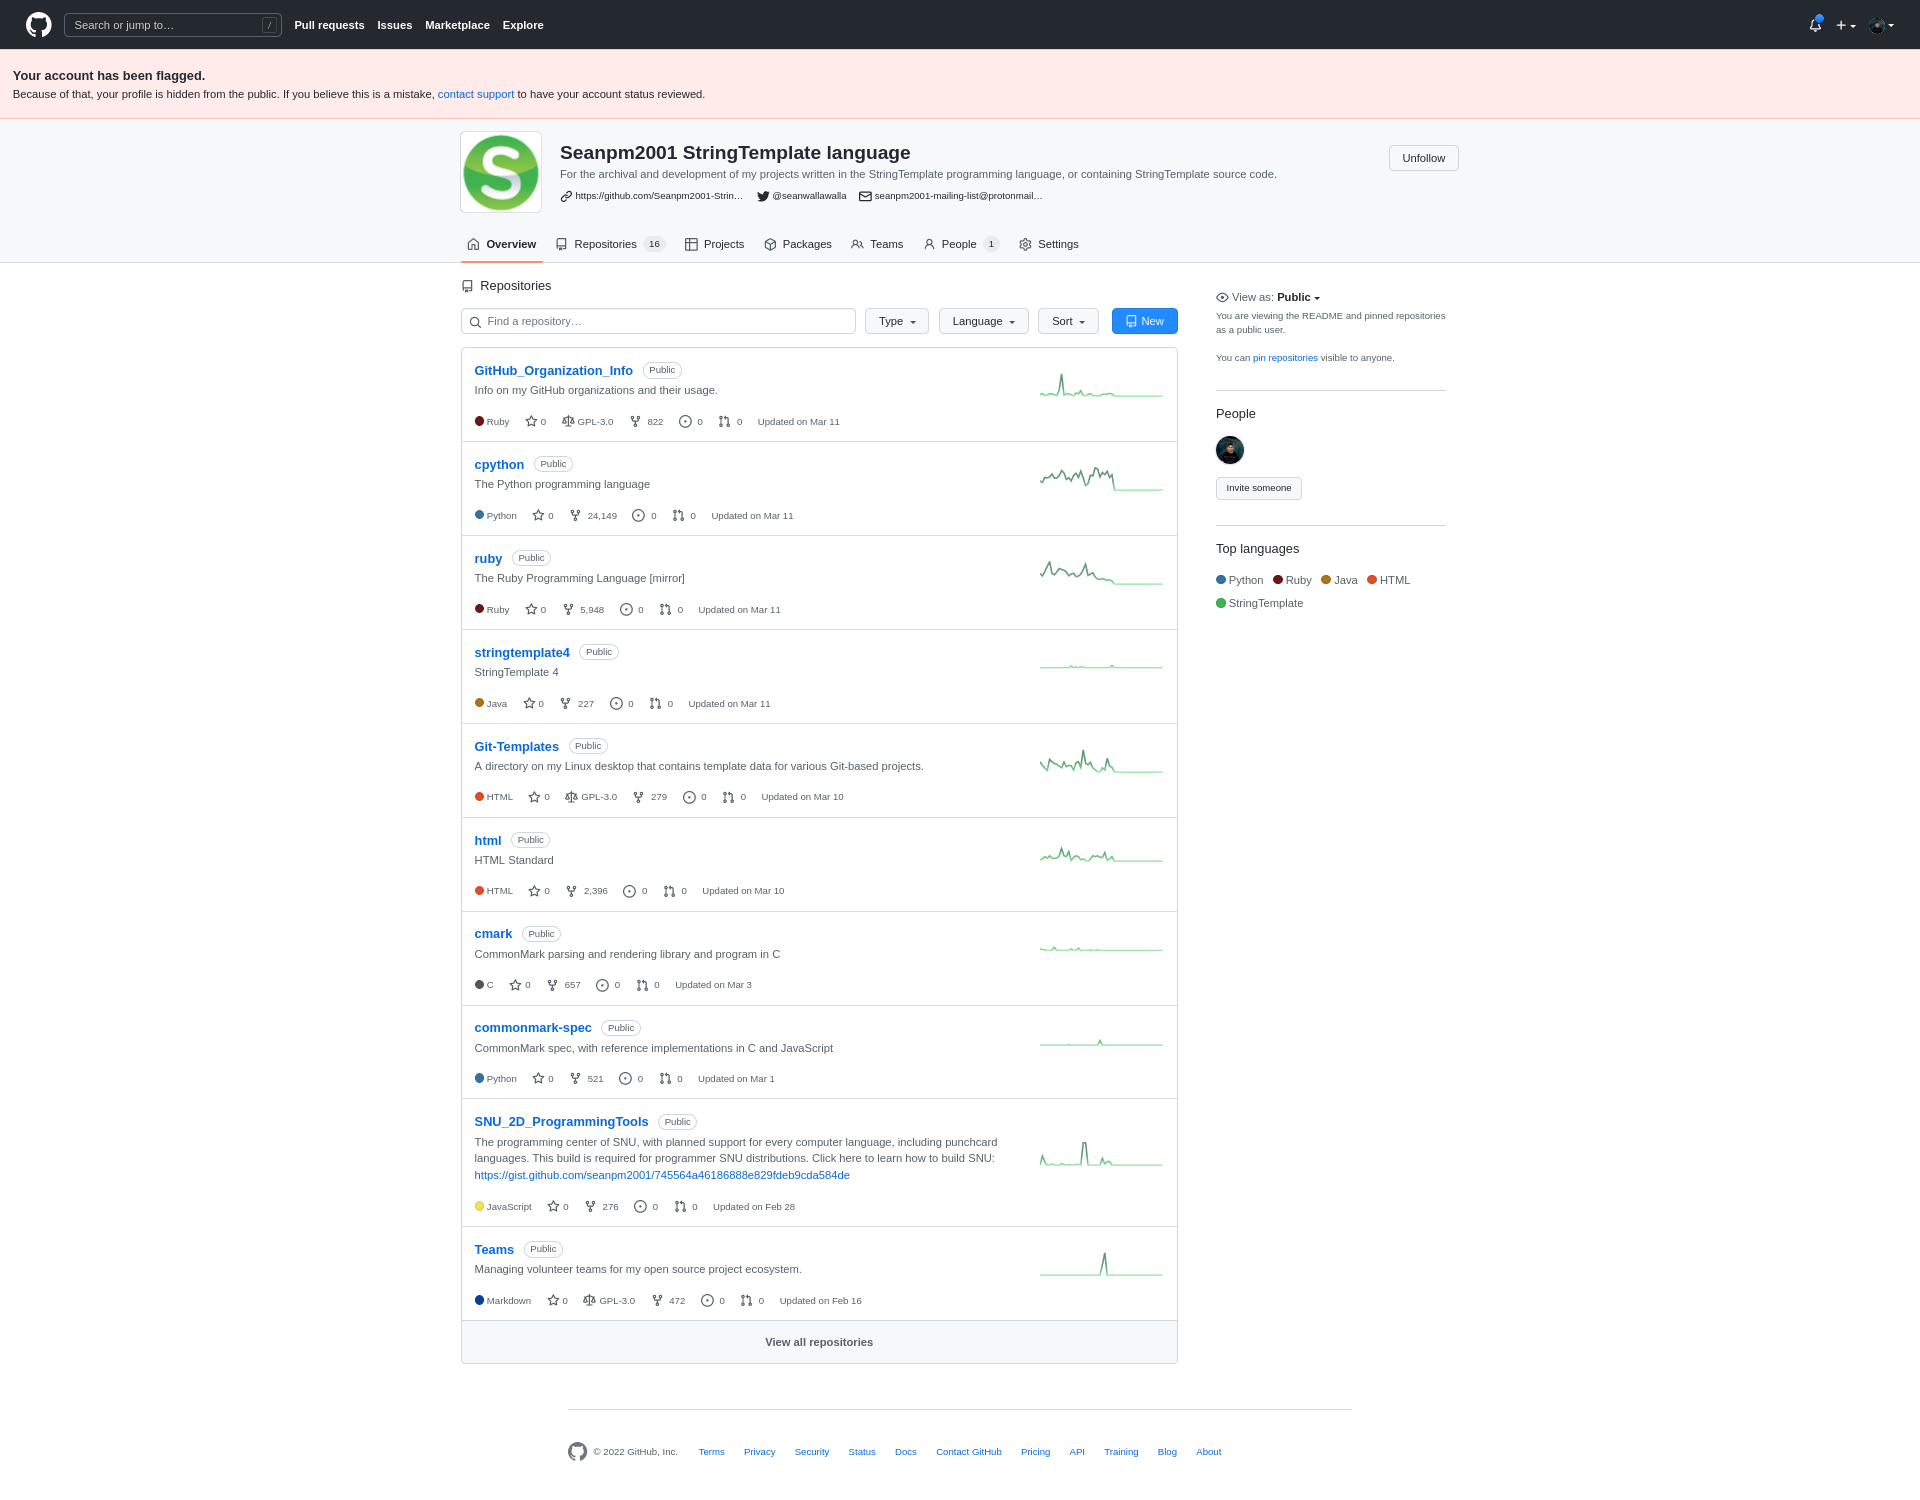 Search or jump to… /
Pull requests Issues Marketplace Explore
Your account has been flagged.
Because of that, your profile is hidden from the public. If you believe this is a mistake, contact support to have your account status reviewed.
S
Seanpm2001 StringTemplate language
For the archival and development of my projects written in the StringTemplate programming language, or containing StringTemplate source code.
https://github.com/Seanpm2001-Strin… @seanwallawalla seanpm2001-mailing-list@protonmail…
Unfollow
Overview Repositories 16 Projects Packages Teams People 1 Settings
Repositories
Find a repository… Type Language Sort New
GitHub_Organization_Info Public
Info on my GitHub organizations and their usage.
Ruby 0 GPL-3.0 822 0 0 Updated on Mar 11
cpython Public
The Python programming language
Python 0 24,149 0 0 Updated on Mar 11
ruby Public
The Ruby Programming Language [mirror]
Ruby 0 5,948 0 0 Updated on Mar 11
stringtemplate4 Public
StringTemplate 4
Java 0 227 0 0 Updated on Mar 11
Git-Templates Public
A directory on my Linux desktop that contains template data for various Git-based projects.
HTML 0 GPL-3.0 279 0 0 Updated on Mar 10
html Public
HTML Standard
HTML 0 2,396 0 0 Updated on Mar 10
cmark Public
CommonMark parsing and rendering library and program in C
C 0 657 0 0 Updated on Mar 3
commonmark-spec Public
CommonMark spec, with reference implementations in C and JavaScript
Python 0 521 0 0 Updated on Mar 1
SNU_2D_ProgrammingTools Public
The programming center of SNU, with planned support for every computer language, including punchcard
languages. This build is required for programmer SNU distributions. Click here to learn how to build SNU:
https://gist.github.com/seanpm2001/745564a46186888e829fdeb9cda584de
JavaScript 0 276 0 0 Updated on Feb 28
Teams Public
Managing volunteer teams for my open source project ecosystem.
Markdown 0 GPL-3.0 472 0 0 Updated on Feb 16
View all repositories
View as: Public
You are viewing the README and pinned repositories
as a public user.
You can pin repositories visible to anyone.
People
Invite someone
Top languages
Python Ruby Java HTML
StringTemplate
© 2022 GitHub, Inc. Terms Privacy Security Status Docs Contact GitHub Pricing API Training Blog About